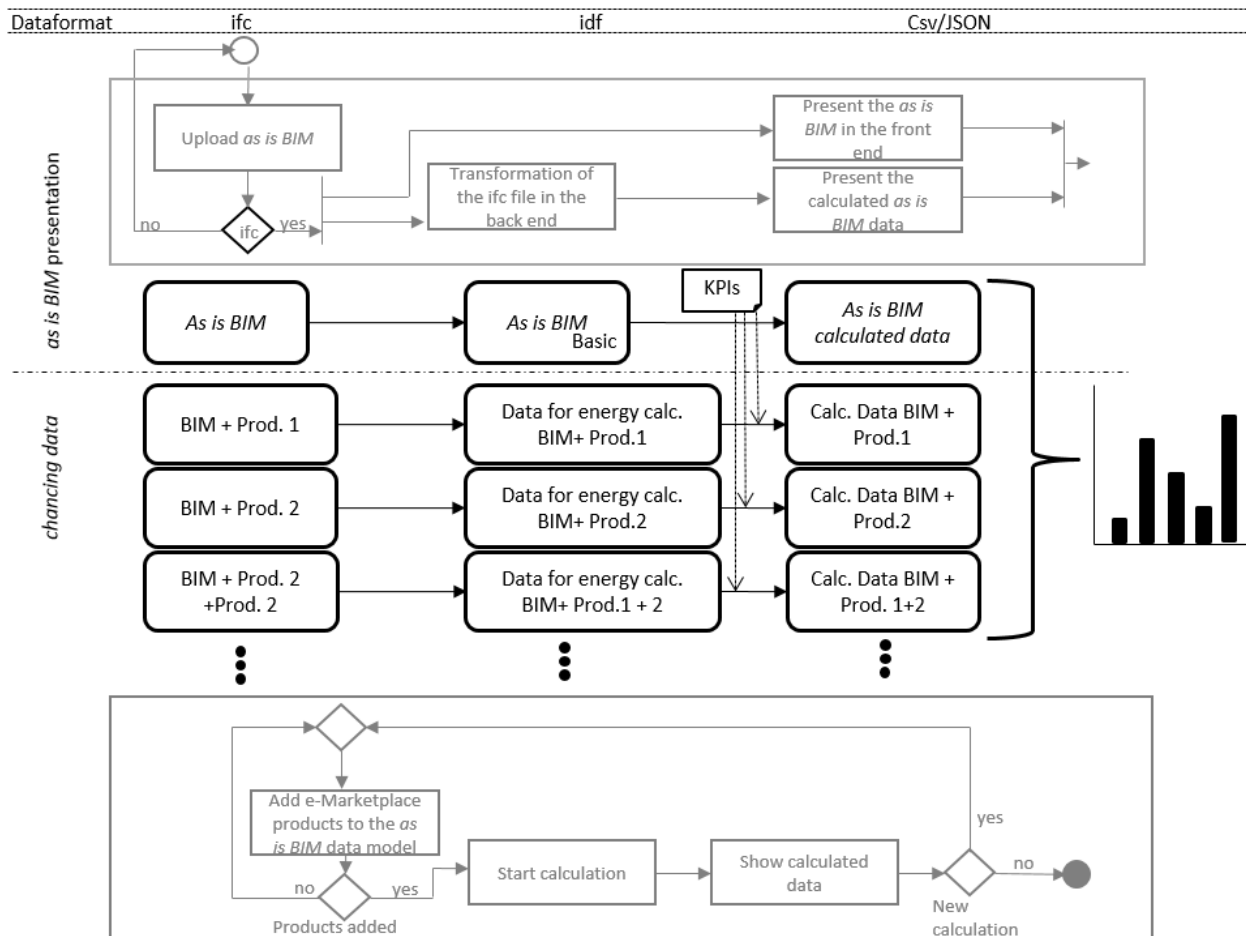 Dataformat ifc idf Csv/JSON
Upload as is BIM
ifc
no
yes
Transformation of
the ifc file in the
back end
Present the as is
BIM in the front
end
Present the
calculated as is
BIM data
as is BIM presentation
KPIs
As is BIM
As is BIM
Basic
As is BIM
calculated data
chancing data
BIM + Prod. 1
Data for energy calc.
BIM+ Prod.1
Calc. Data BIM +
Prod.1
BIM + Prod. 2
Data for energy calc.
BIM+ Prod.2
Calc. Data BIM +
Prod.2
BIM + Prod. 2
+Prod. 2
Data for energy calc.
BIM+ Prod.1 + 2
Calc. Data BIM +
Prod. 1+2
Add e-Marketplace
products to the as
is BIM data model
no
yes
Products added
Start calculation
Show calculated
data
yes
no
New
calculation